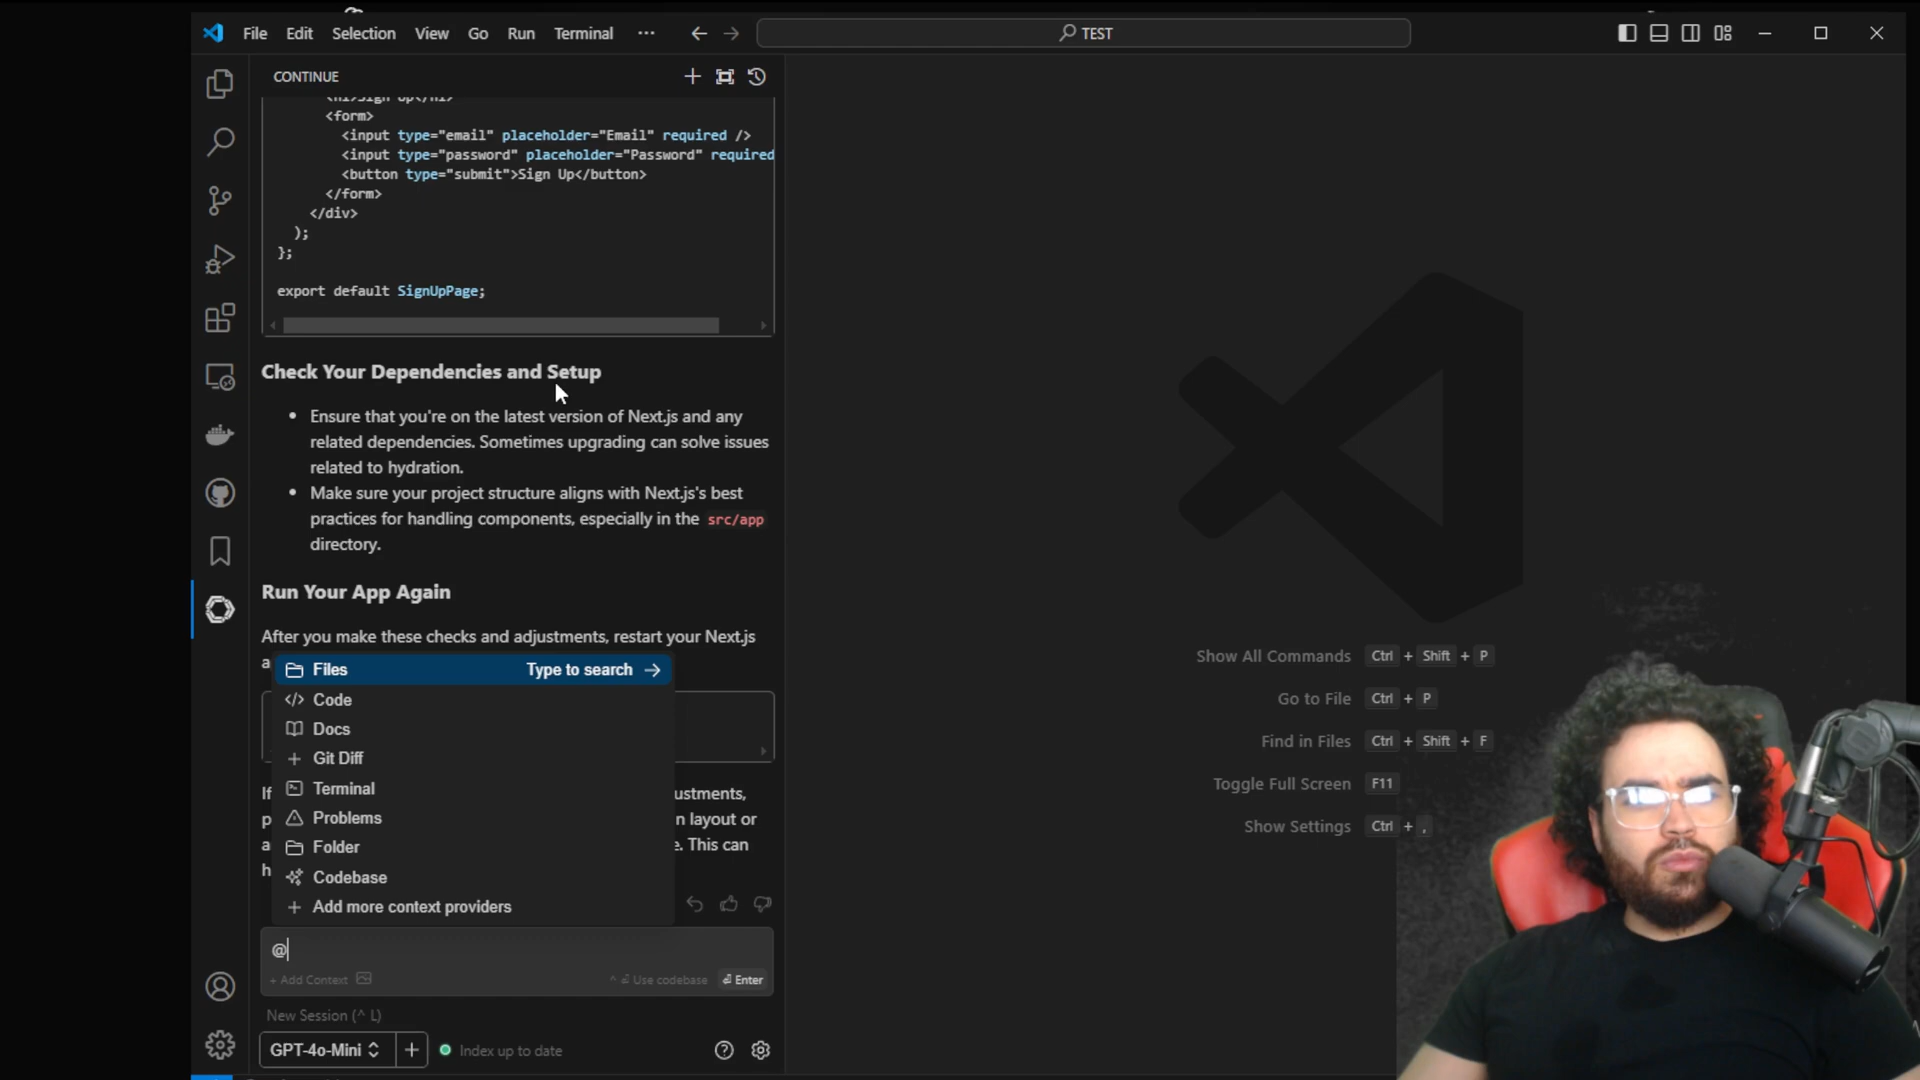 File Edit Selection View Go Run Terminal ···
TEST
CONTINUE
<h1>Sign Up</h1>
<form>
<input type="email" placeholder="Email" required />
<input type="password" placeholder="Password" required
<button type="submit">Sign Up</button>
</form>
</div>
);
};
export default SignUpPage;
Check Your Dependencies and Setup
• Ensure that you're on the latest version of Next.js and any
related dependencies. Sometimes upgrading can solve issues
related to hydration.
• Make sure your project structure aligns with Next.js's best
practices for handling components, especially in the src/app
directory.
Run Your App Again
After you make these checks and adjustments, restart your Next.js
a
Files Type to search →
</> Code
Docs
+ Git Diff
Terminal
Problems
Folder
Codebase
+ Add more context providers
If ustments,
p n layout or
a e. This can
h
@
+ Add Context
^ ⏎ Use codebase ⏎ Enter
New Session (^ L)
GPT-4o-Mini + Index up to date
Show All Commands Ctrl + Shift + P
Go to File Ctrl + P
Find in Files Ctrl + Shift + F
Toggle Full Screen F11
Show Settings Ctrl + ,